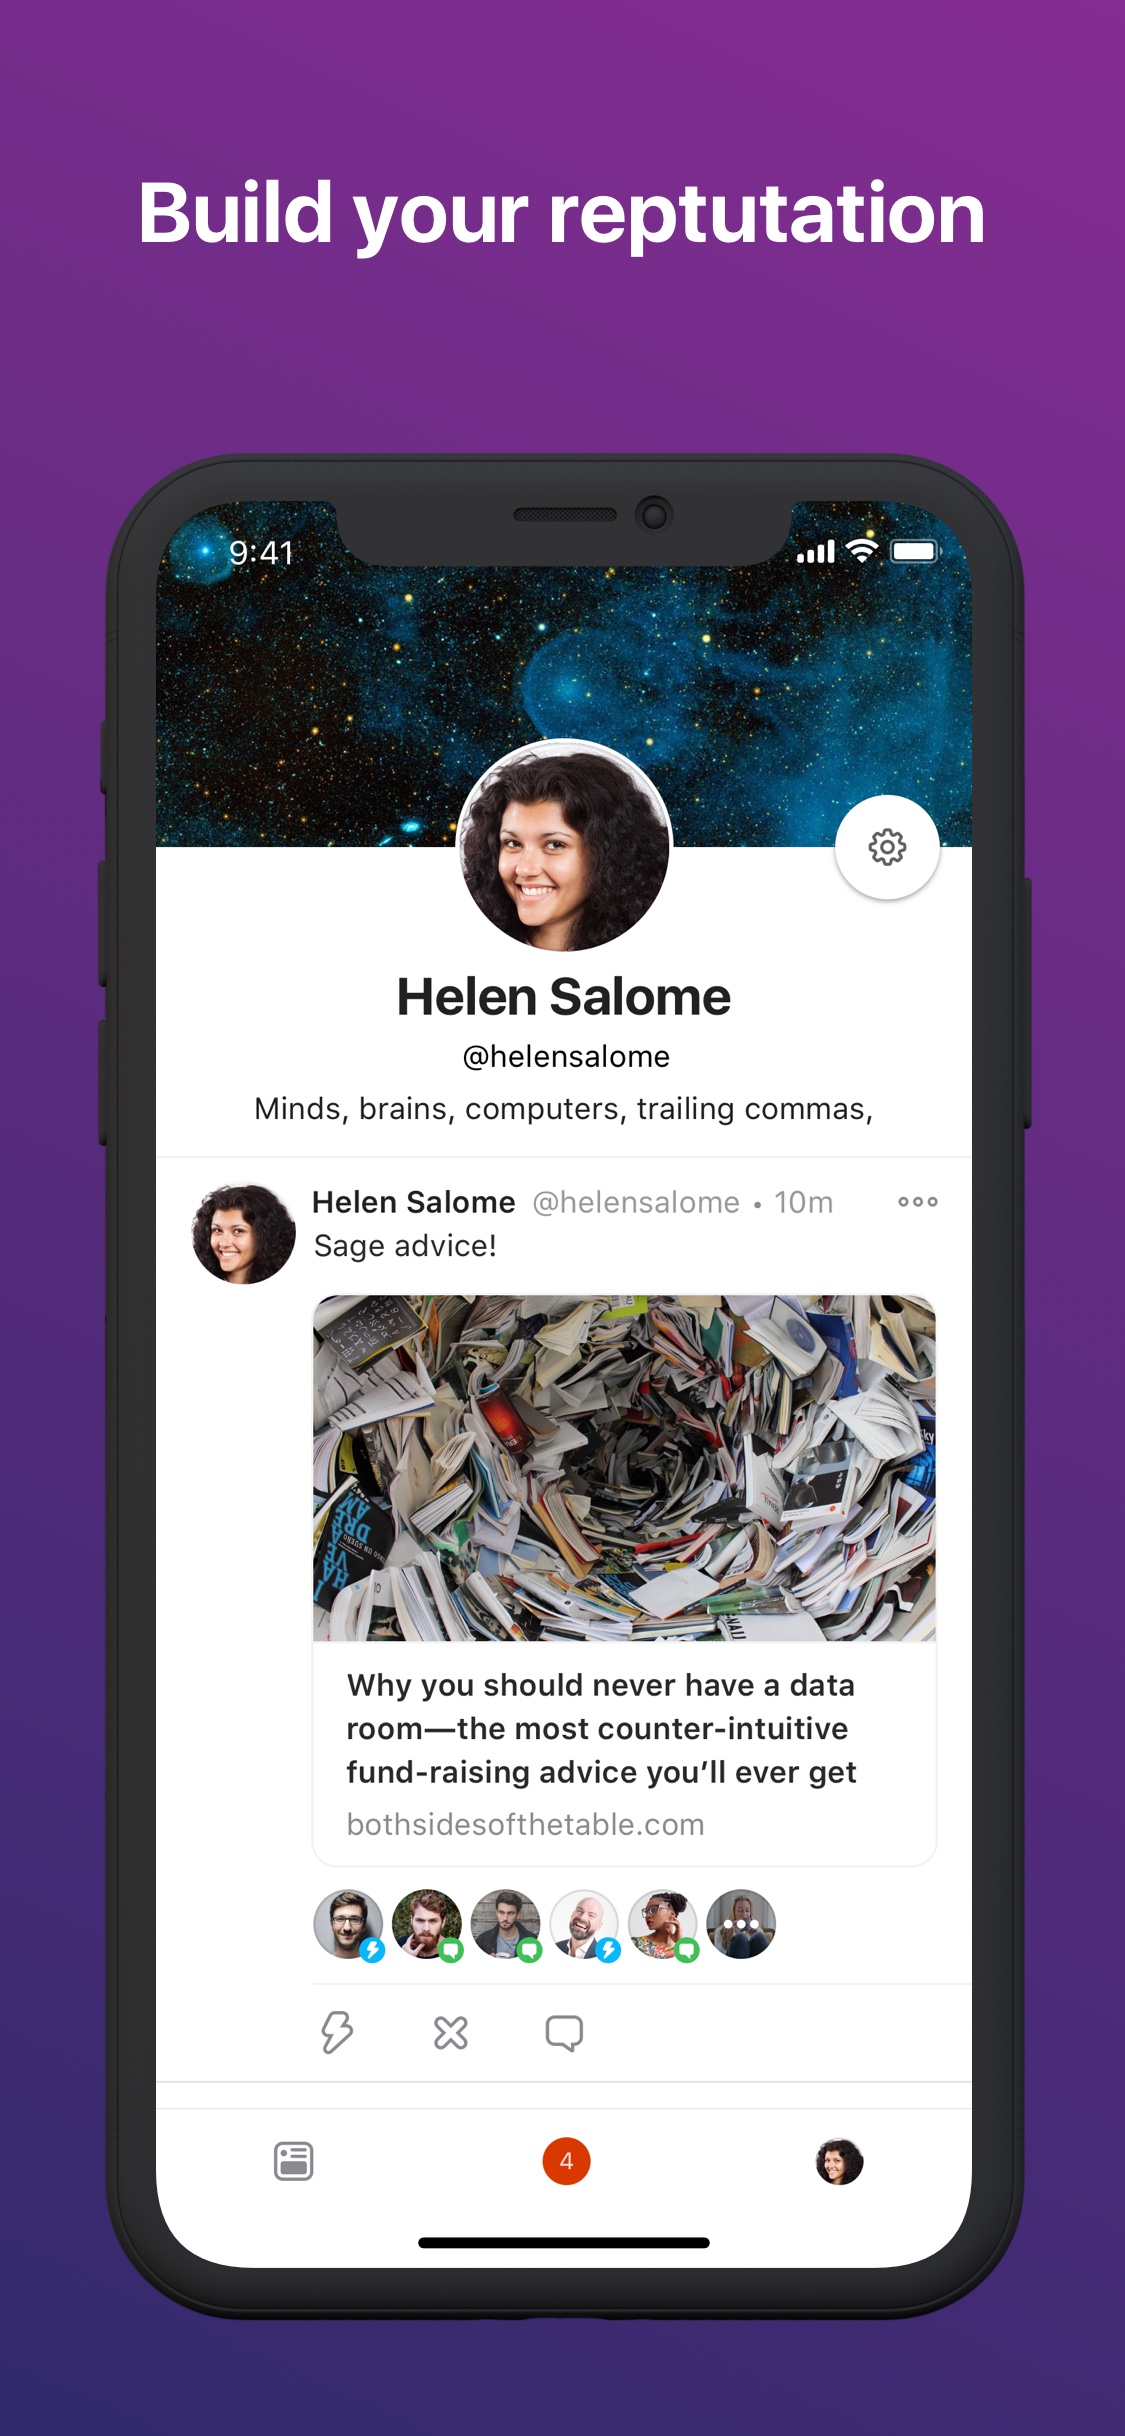 Build your reptutation
9:41
Helen Salome
@helensalome
Minds, brains, computers, trailing commas,
Helen Salome @helensalome • 10m
Sage advice!
I HAVE A DREAM
Why you should never have a data
room—the most counter-intuitive
fund-raising advice you’ll ever get
bothsidesofthetable.com
4